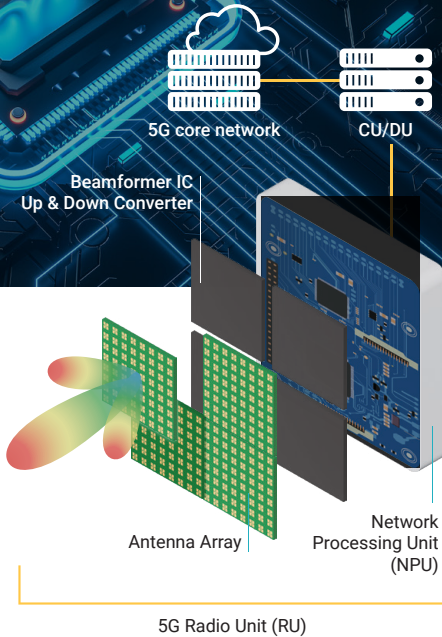 5G core network
CU/DU
Beamformer IC
Up & Down Converter
Antenna Array
Network
Processing Unit
(NPU)
5G Radio Unit (RU)